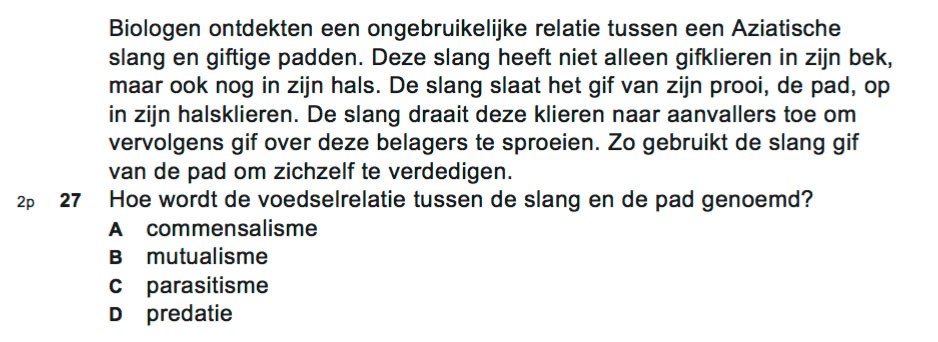 Biologen ontdekten een ongebruikelijke relatie tussen een Aziatische
slang en giftige padden. Deze slang heeft niet alleen gifklieren in zijn bek,
maar ook nog in zijn hals. De slang slaat het gif van zijn prooi, de pad, op
in zijn halsklieren. De slang draait deze klieren naar aanvallers toe om
vervolgens gif over deze belagers te sproeien. Zo gebruikt de slang gif
van de pad om zichzelf te verdedigen.
2p 27 Hoe wordt de voedselrelatie tussen de slang en de pad genoemd?
A commensalisme
B mutualisme
C parasitisme
D predatie